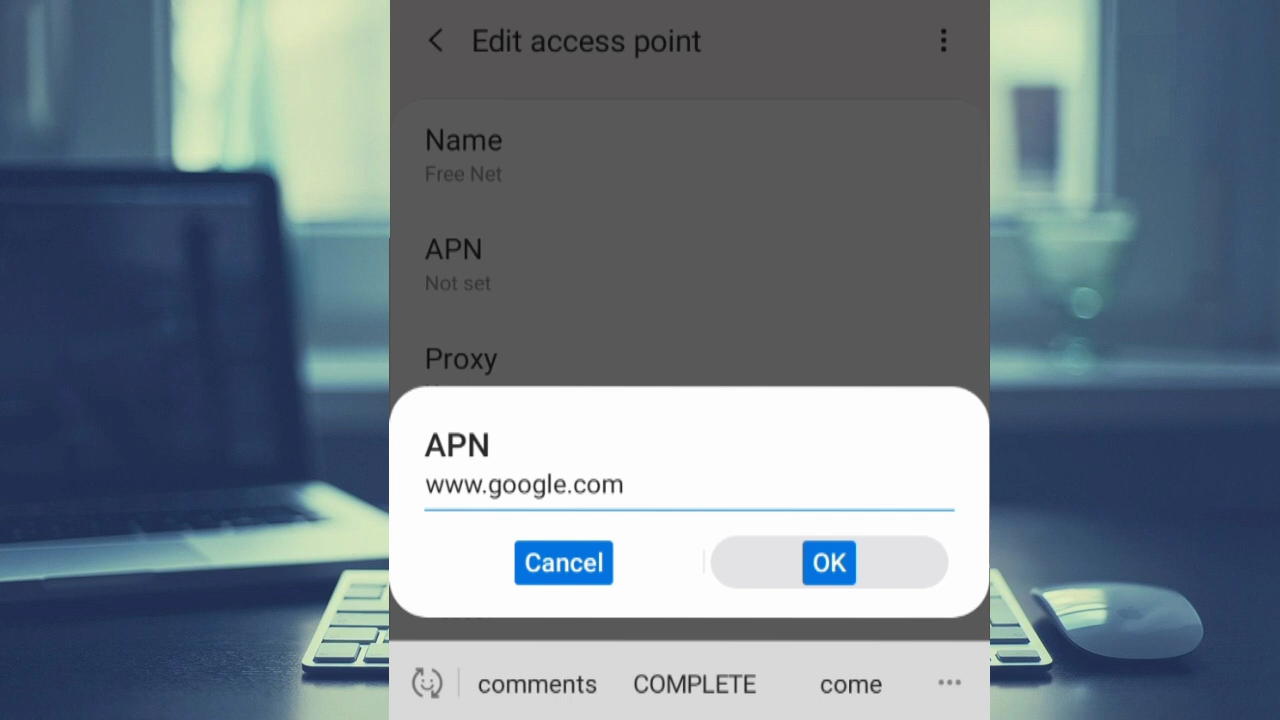 Edit access point
Name
Free Net
APN
Not set
Proxy
APN
www.google.com
Cancel
OK
comments
COMPLETE
come